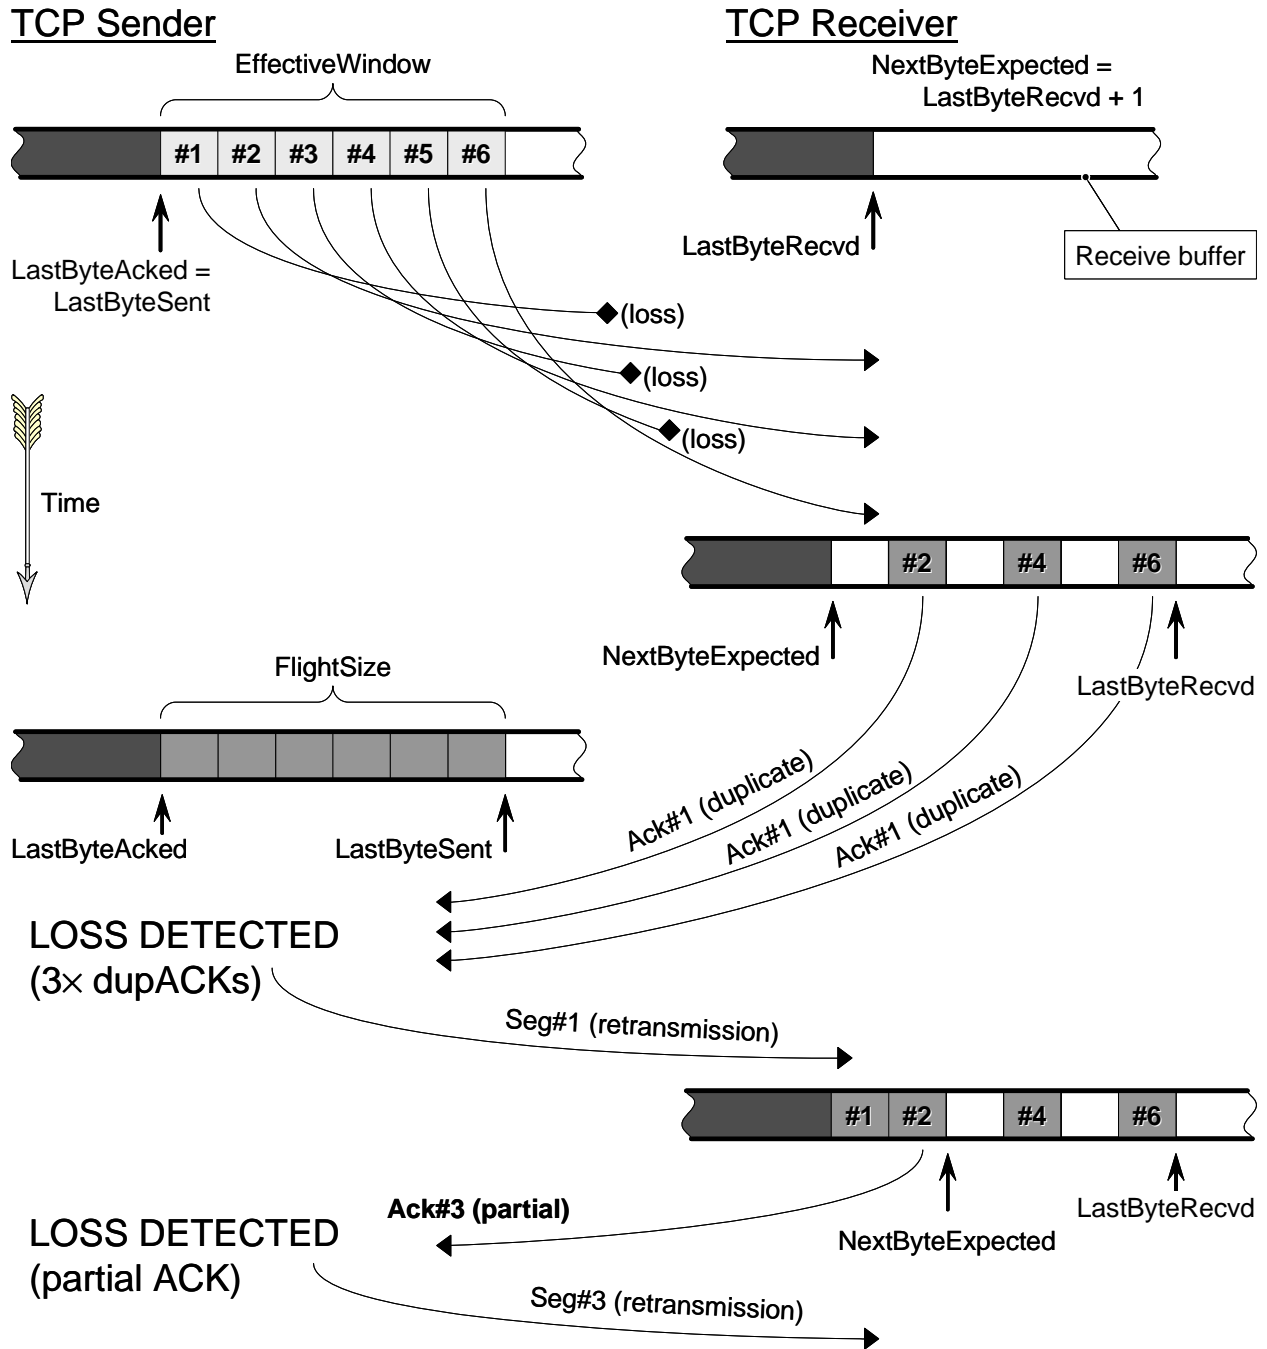 TCP Sender
TCP Receiver
EffectiveWindow
NextByteExpected =
LastByteRecvd + 1
#1 #2 #3 #4 #5 #6
LastByteRecvd
Receive buffer
LastByteAcked =
LastByteSent
(loss)
(loss)
(loss)
Time
#2 #4 #6
NextByteExpected
LastByteRecvd
FlightSize
LastByteAcked
LastByteSent
Ack#1 (duplicate)
Ack#1 (duplicate)
Ack#1 (duplicate)
LOSS DETECTED
(3× dupACKs)
Seg#1 (retransmission)
#1 #2 #4 #6
Ack#3 (partial)
LastByteRecvd
NextByteExpected
LOSS DETECTED
(partial ACK)
Seg#3 (retransmission)